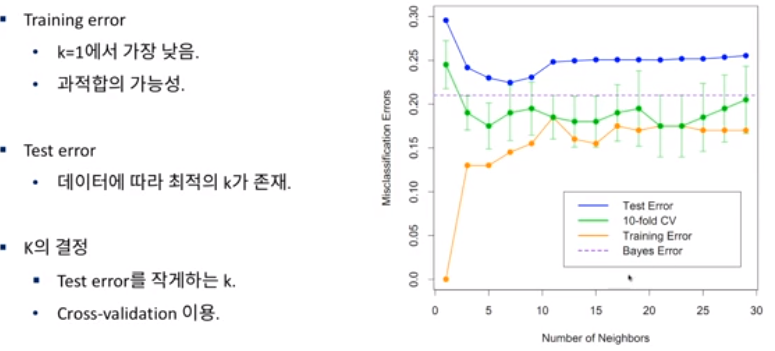 Training error
k=1에서 가장 낮음.
과적합의 가능성.
Test error
데이터에 따라 최적의 k가 존재.
K의 결정
Test error를 작게하는 k.
Cross-validation 이용.
Misclassification Errors
0.30
0.25
0.20
0.15
0.10
0.05
0.0
Test Error
10-fold CV
Training Error
Bayes Error
0 5 10 15 20 25 30
Number of Neighbors